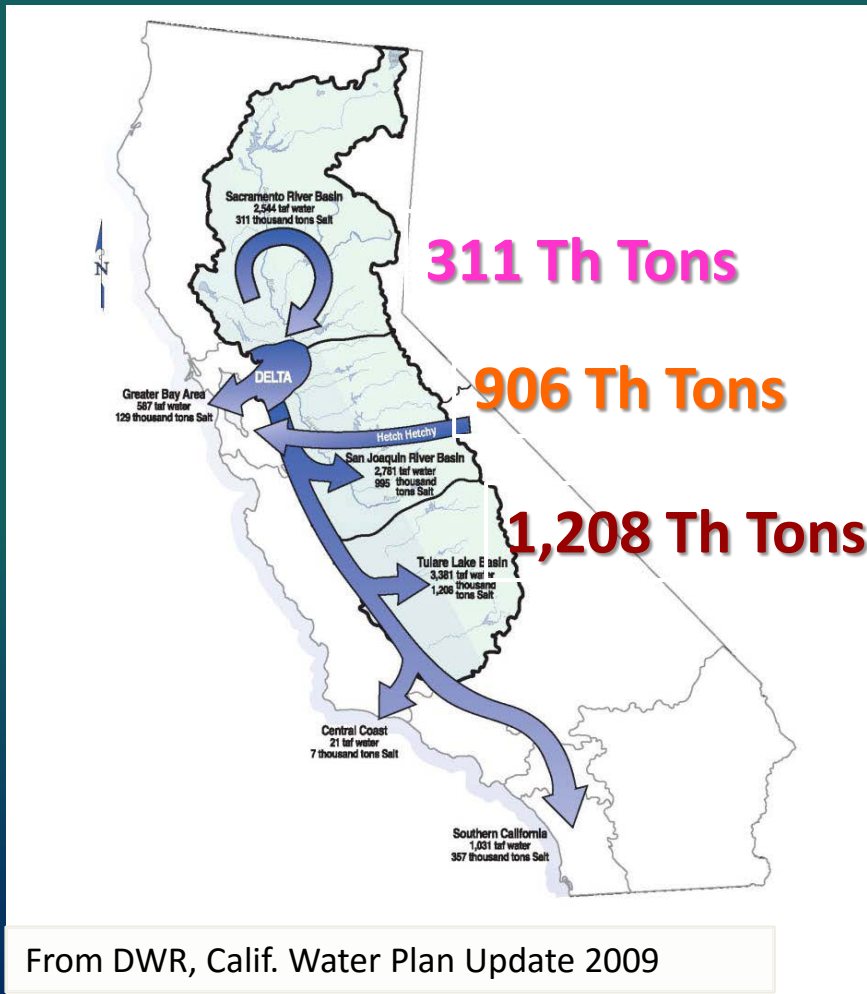 Sacramento River Basin
2,544 taf water
311 thousand tons Salt
311 Th Tons
N
DELTA
906 Th Tons
Greater Bay Area
587 taf water
129 thousand tons Salt
Hetch Hetchy
San Joaquin River Basin
2,781 taf water
995 thousand
tons Salt
1,208 Th Tons
Tulare Lake Basin
3,381 taf water
1,208 thousand
tons Salt
Central Coast
21 taf water
7 thousand tons Salt
Southern California
1,031 taf water
357 thousand tons Salt
From DWR, Calif. Water Plan Update 2009